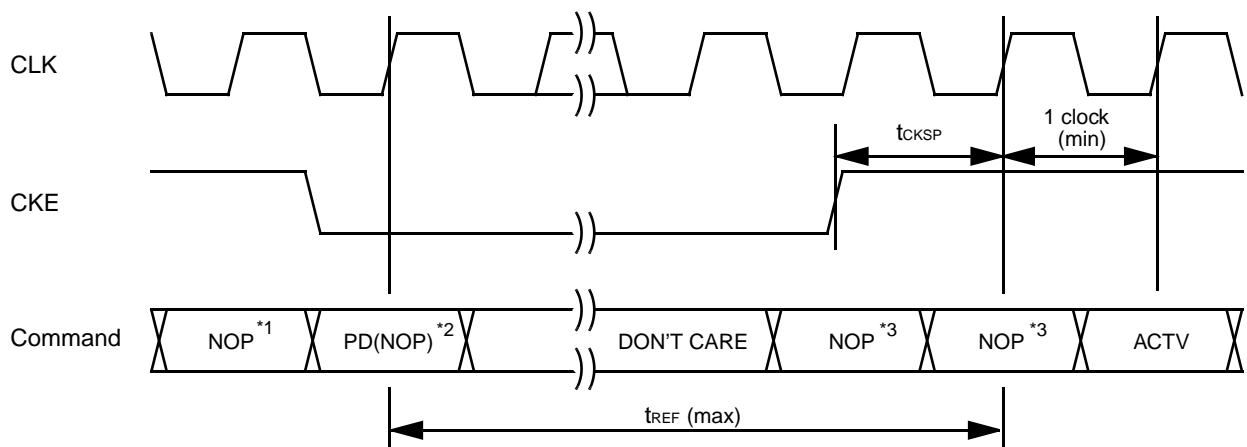 CLK
tCKSP
1 clock
(min)
CKE
Command
NOP *1
PD(NOP) *2
DON'T CARE
NOP *3
NOP *3
ACTV
tREF (max)